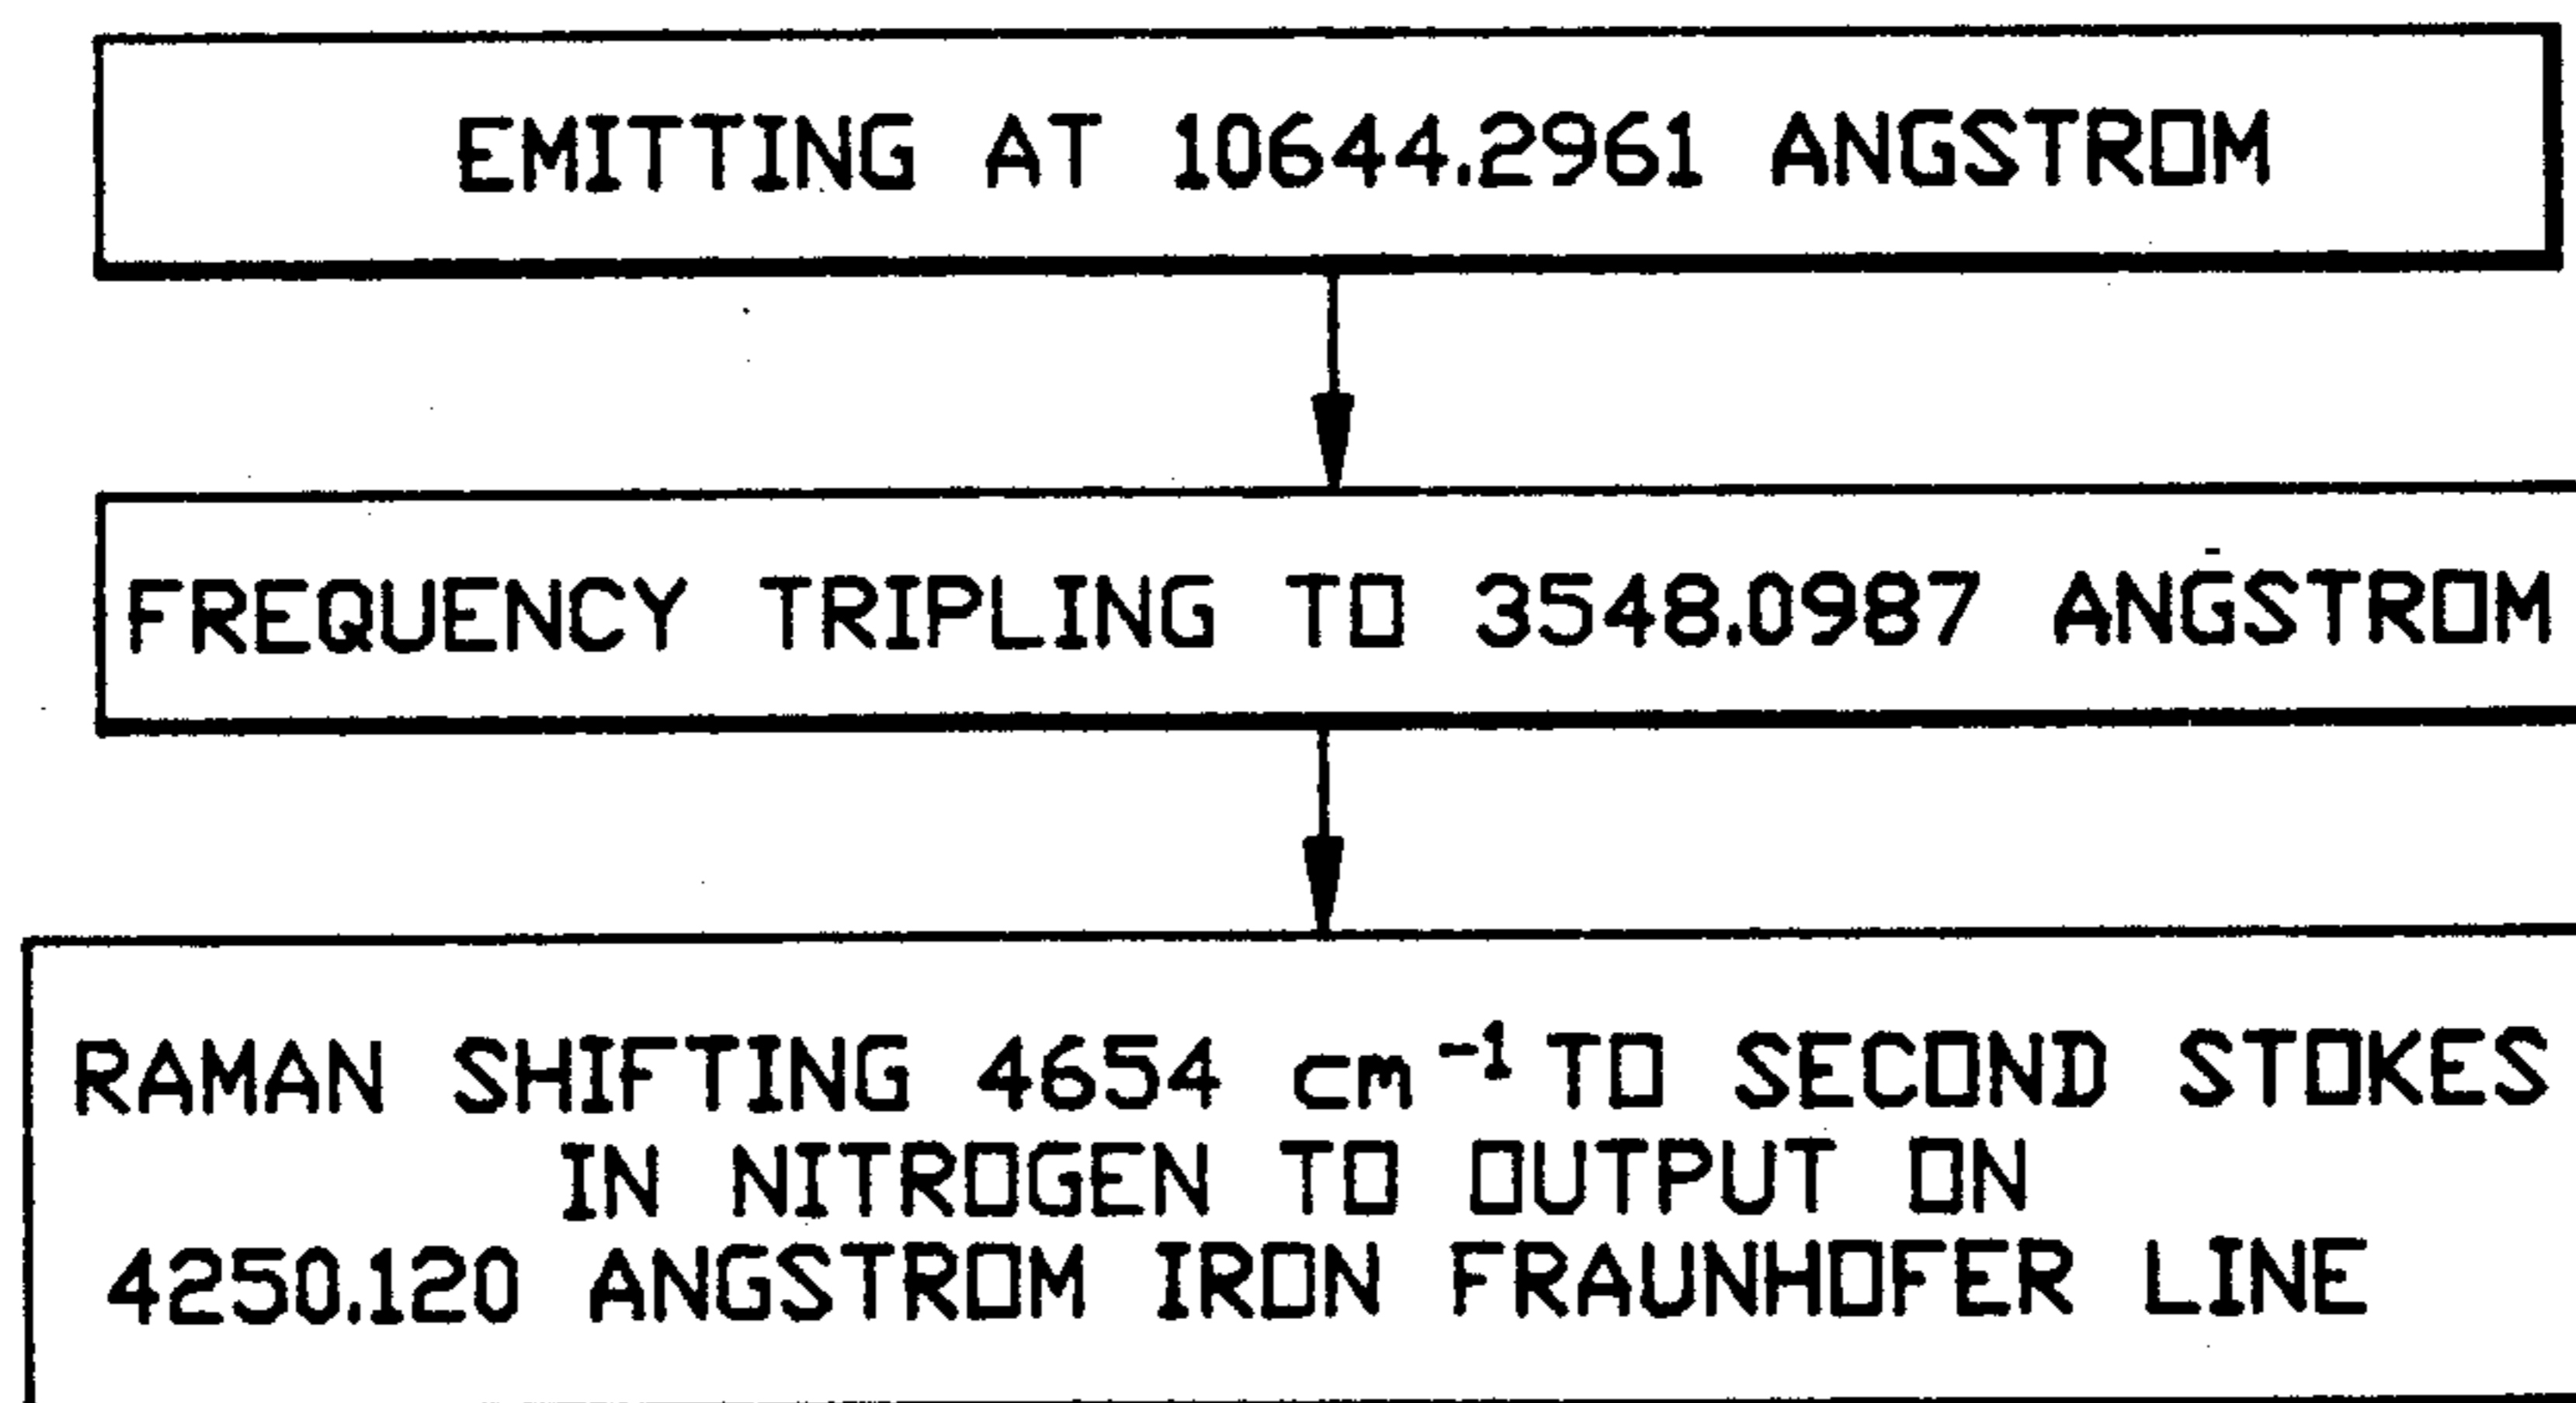 EMITTING AT 10644.2961 ANGSTROM
FREQUENCY TRIPLING TO 3548.0987 ANGSTROM
RAMAN SHIFTING 4654 cm⁻¹ TO SECOND STOKES
IN NITROGEN TO OUTPUT ON
4250.120 ANGSTROM IRON FRAUNHOFER LINE